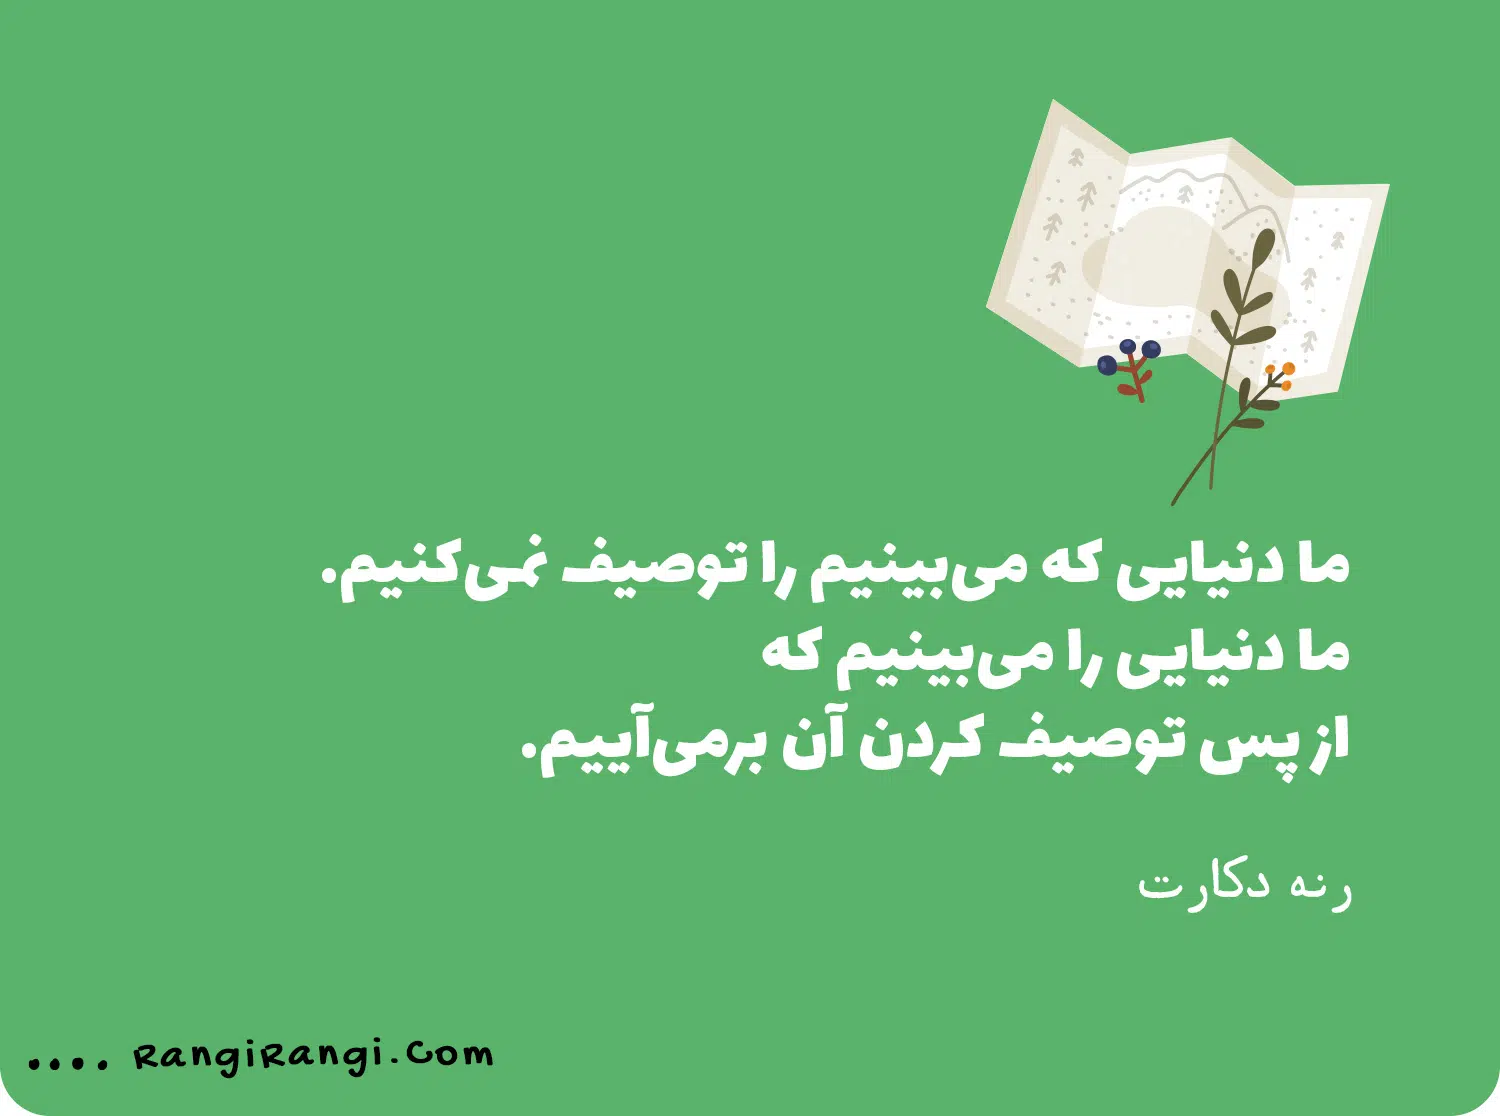 ما دنیایی که می‌بینیم را توصیف نمی‌کنیم.
ما دنیایی را می‌بینیم که
از پس توصیف کردن آن برمی‌آییم.
رنه دکارت
.... RangiRangi.Com